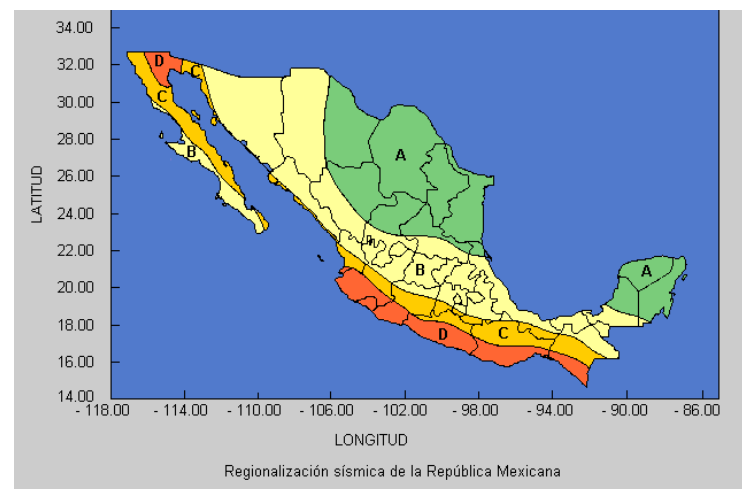 34.00
32.00
30.00
28.00
26.00
24.00
22.00
20.00
18.00
16.00
14.00
LATITUD
D
C
C
B
A
A
B
D
C
- 118.00 - 114.00 - 110.00 - 106.00 - 102.00 - 98.00 - 94.00 - 90.00 - 86.00
LONGITUD
Regionalización sísmica de la República Mexicana